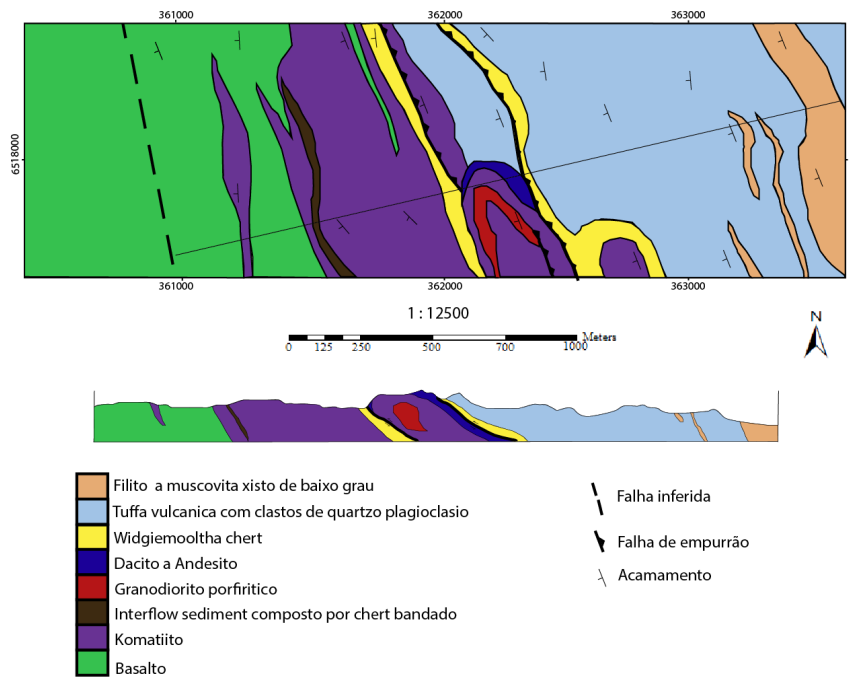 361000
362000
363000
6518000
361000
362000
363000
1 : 12500
N
Meters
0 125 250 500 700 1000
Filito a muscovita xisto de baixo grau
Tuffa vulcanica com clastos de quartzo plagioclasio
Widgiemooltha chert
Dacito a Andesito
Granodiorito porfiritico
Interflow sediment composto por chert bandado
Komatiito
Basalto
Falha inferida
Falha de empurrão
Acamamento